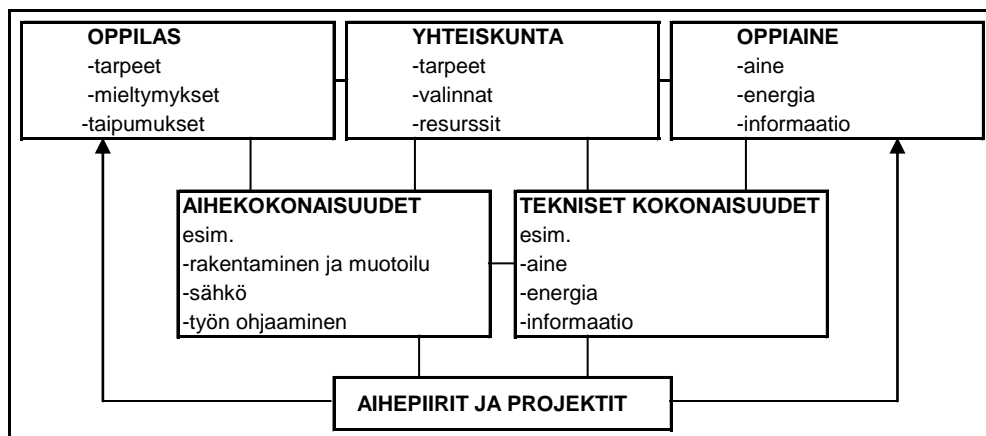 OPPILAS
-tarpeet
-mieltymykset
-taipumukset
YHTEISKUNTA
-tarpeet
-valinnat
-resurssit
OPPIAINE
-aine
-energia
-informaatio
AIHEKOKONAISUUDET
esim.
-rakentaminen ja muotoilu
-sähkö
-työn ohjaaminen
TEKNISET KOKONAISUUDET
esim.
-aine
-energia
-informaatio
AIHEPIIRIT JA PROJEKTIT